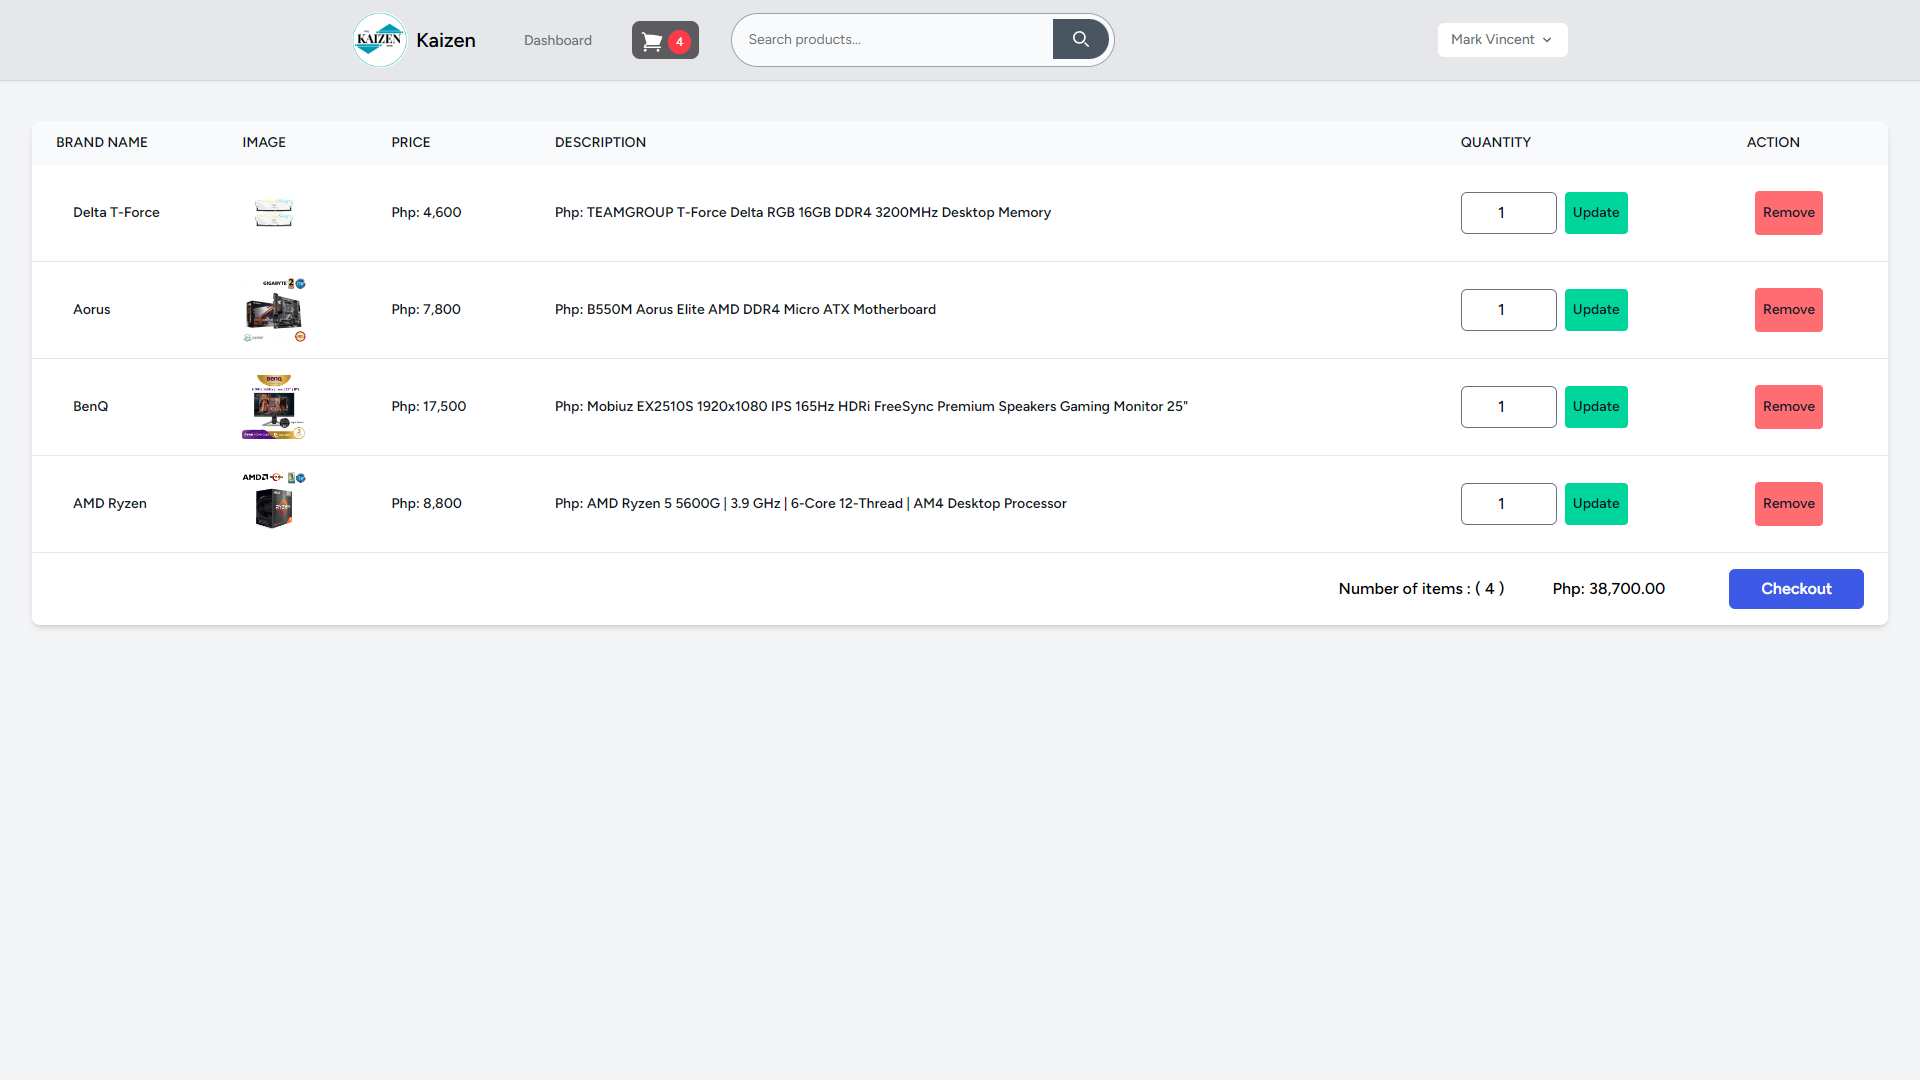 KAIZEN
Kaizen
Dashboard
4
Search products...
Mark Vincent
BRAND NAME IMAGE PRICE DESCRIPTION QUANTITY ACTION
Delta T-Force Php: 4,600 Php: TEAMGROUP T-Force Delta RGB 16GB DDR4 3200MHz Desktop Memory 1 Update Remove
GIGABYTE 2
Aorus Php: 7,800 Php: B550M Aorus Elite AMD DDR4 Micro ATX Motherboard 1 Update Remove
BenQ
BenQ Php: 17,500 Php: Mobiuz EX2510S 1920x1080 IPS 165Hz HDRi FreeSync Premium Speakers Gaming Monitor 25" 1 Update Remove
3
AMD 3
AMD Ryzen Php: 8,800 Php: AMD Ryzen 5 5600G | 3.9 GHz | 6-Core 12-Thread | AM4 Desktop Processor 1 Update Remove
RYZEN
Number of items : ( 4 ) Php: 38,700.00 Checkout